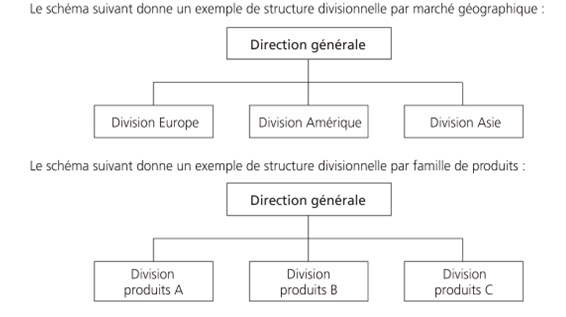 Le schéma suivant donne un exemple de structure divisionnelle par marché géographique :
Direction générale
Division Europe
Division Amérique
Division Asie
Le schéma suivant donne un exemple de structure divisionnelle par famille de produits :
Direction générale
Division
produits A
Division
produits B
Division
produits C